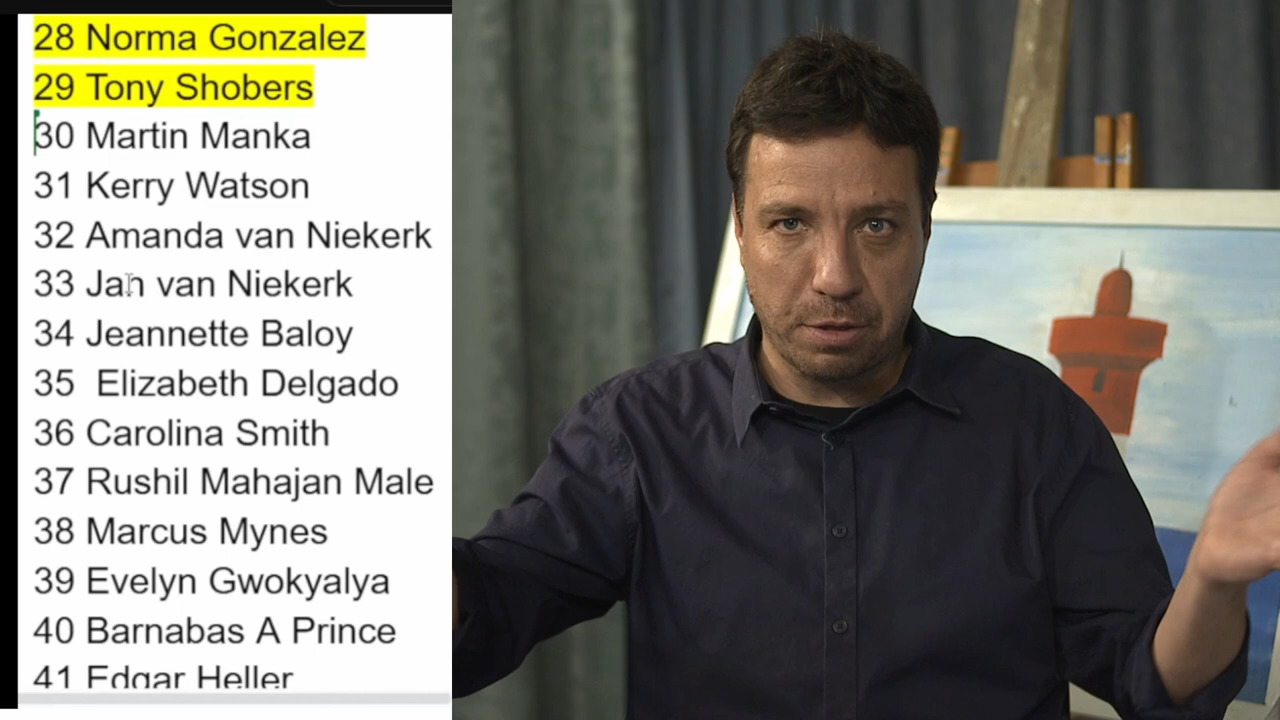 28 Norma Gonzalez
29 Tony Shobers
30 Martin Manka
31 Kerry Watson
32 Amanda van Niekerk
33 Jan van Niekerk
34 Jeannette Baloy
35 Elizabeth Delgado
36 Carolina Smith
37 Rushil Mahajan Male
38 Marcus Mynes
39 Evelyn Gwokyalya
40 Barnabas A Prince
41 Edgar Heller